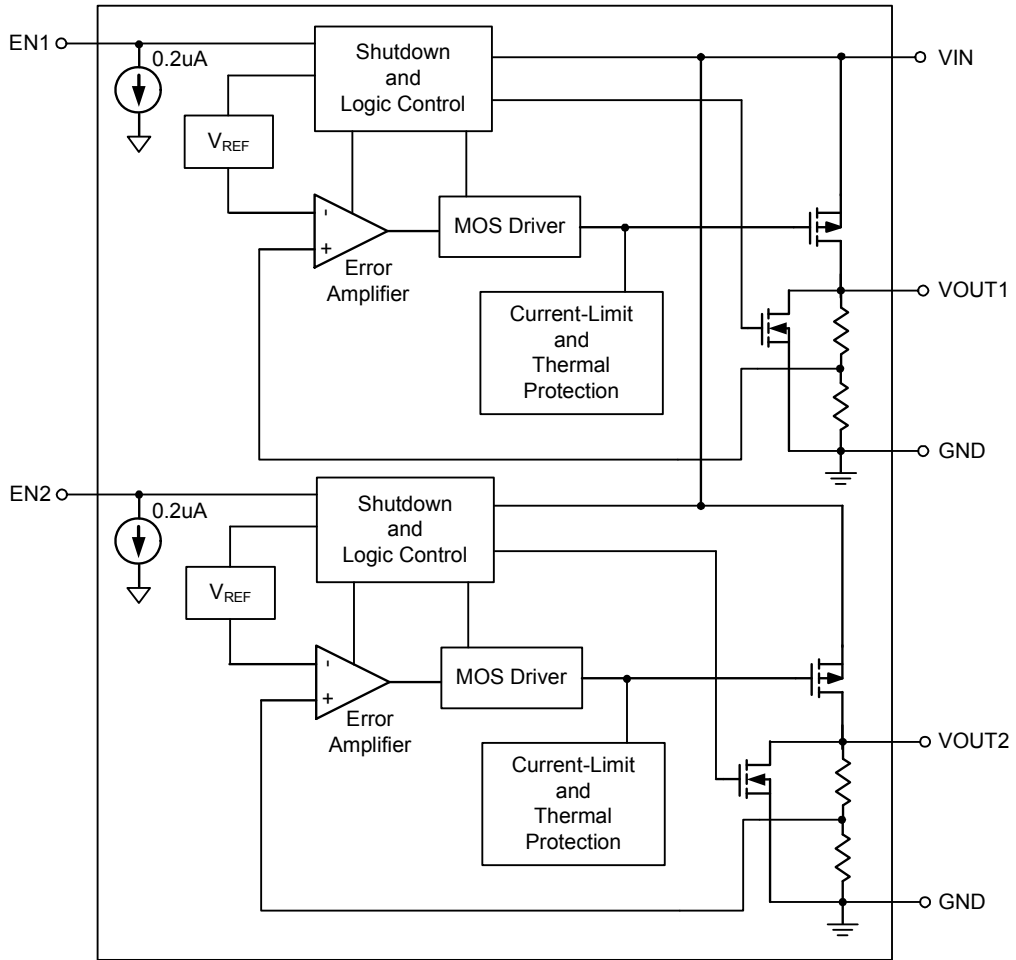 EN1
0.2uA
Shutdown
and
Logic Control
VIN
VREF
-
+
MOS Driver
Error
Amplifier
Current-Limit
and
Thermal
Protection
VOUT1
GND
EN2
0.2uA
Shutdown
and
Logic Control
VREF
-
+
MOS Driver
Error
Amplifier
Current-Limit
and
Thermal
Protection
VOUT2
GND